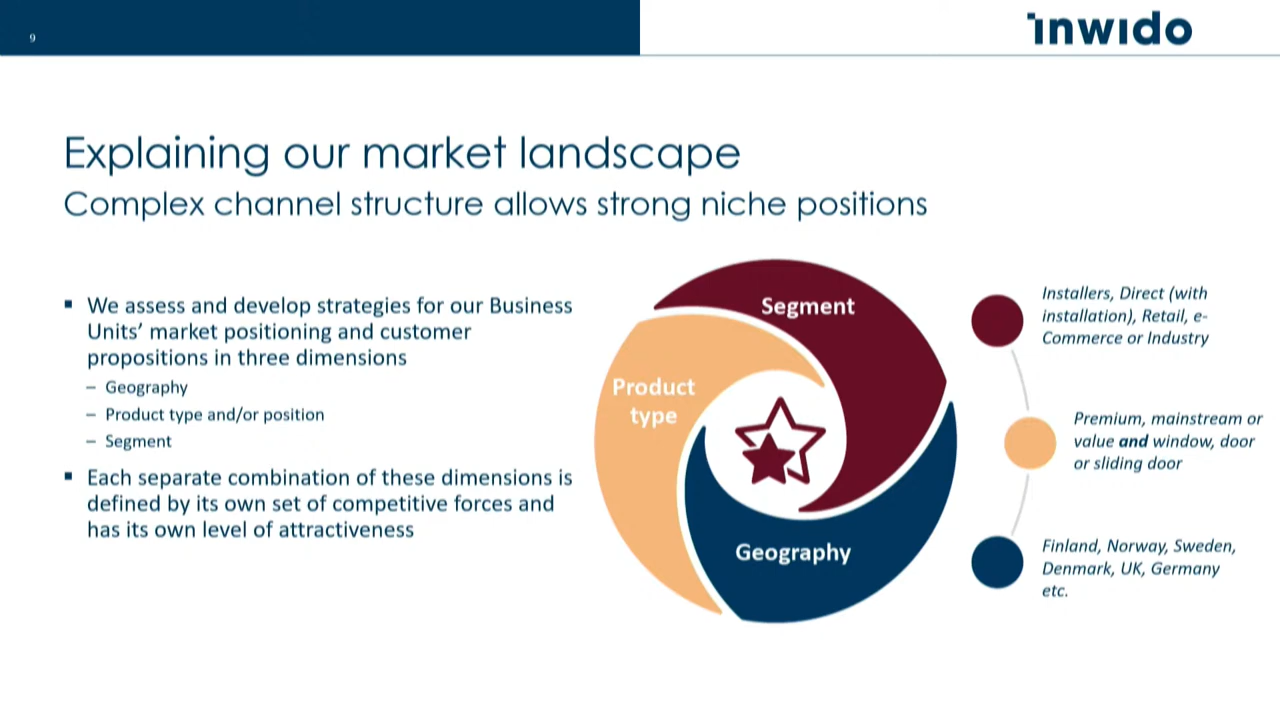 9
inwido
Explaining our market landscape
Complex channel structure allows strong niche positions
▪ We assess and develop strategies for our Business
Units’ market positioning and customer
propositions in three dimensions
– Geography
– Product type and/or position
– Segment
▪ Each separate combination of these dimensions is
defined by its own set of competitive forces and
has its own level of attractiveness
Segment
Product
type
Geography
Installers, Direct (with
installation), Retail, e-
Commerce or Industry
Premium, mainstream or
value and window, door
or sliding door
Finland, Norway, Sweden,
Denmark, UK, Germany
etc.